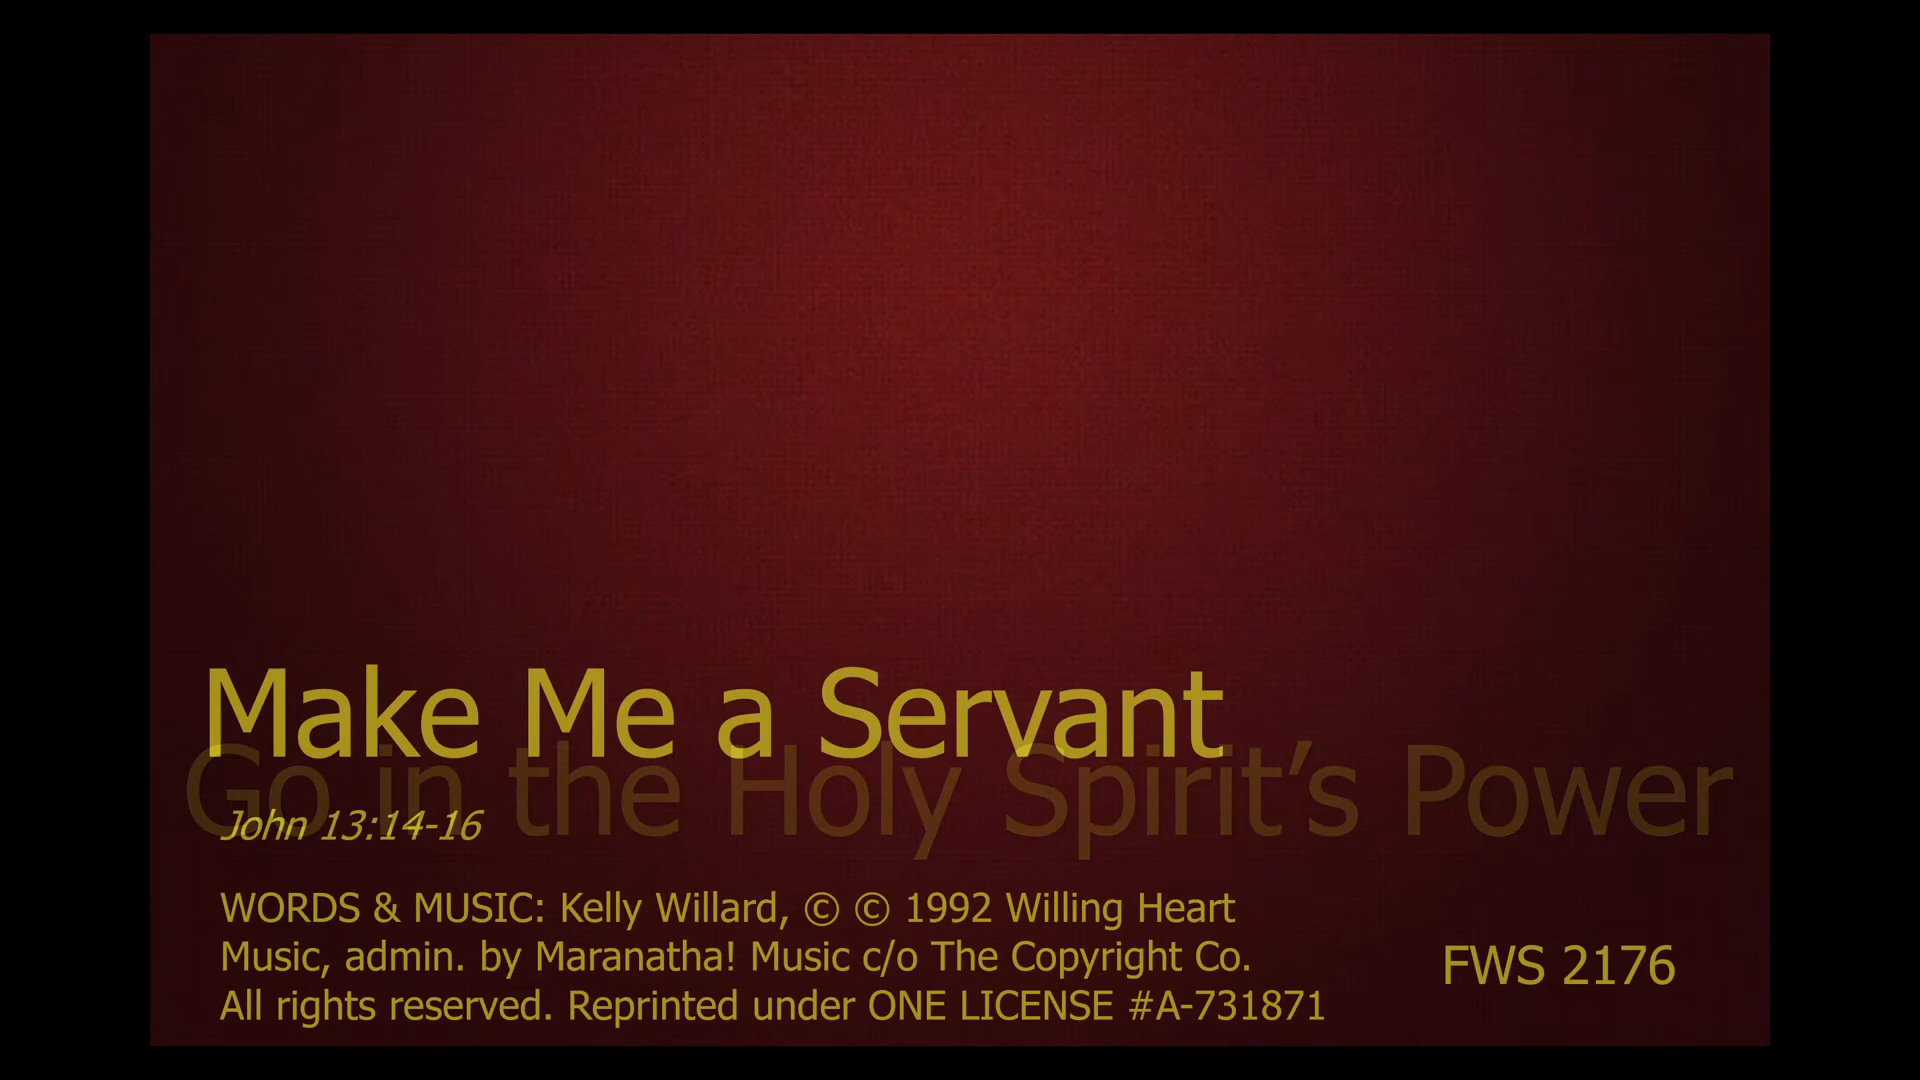 Make Me a Servant
Go in the Holy Spirit’s Power
John 13:14-16
WORDS & MUSIC: Kelly Willard, © © 1992 Willing Heart
Music, admin. by Maranatha! Music c/o The Copyright Co.
All rights reserved. Reprinted under ONE LICENSE #A-731871
FWS 2176